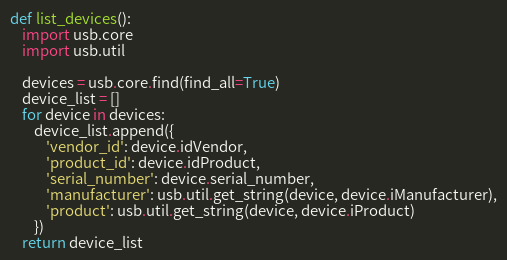 def list_devices():
    import usb.core
    import usb.util

    devices = usb.core.find(find_all=True)
    device_list = []
    for device in devices:
        device_list.append({
            'vendor_id': device.idVendor,
            'product_id': device.idProduct,
            'serial_number': device.serial_number,
            'manufacturer': usb.util.get_string(device, device.iManufacturer),
            'product': usb.util.get_string(device, device.iProduct)
        })
    return device_list